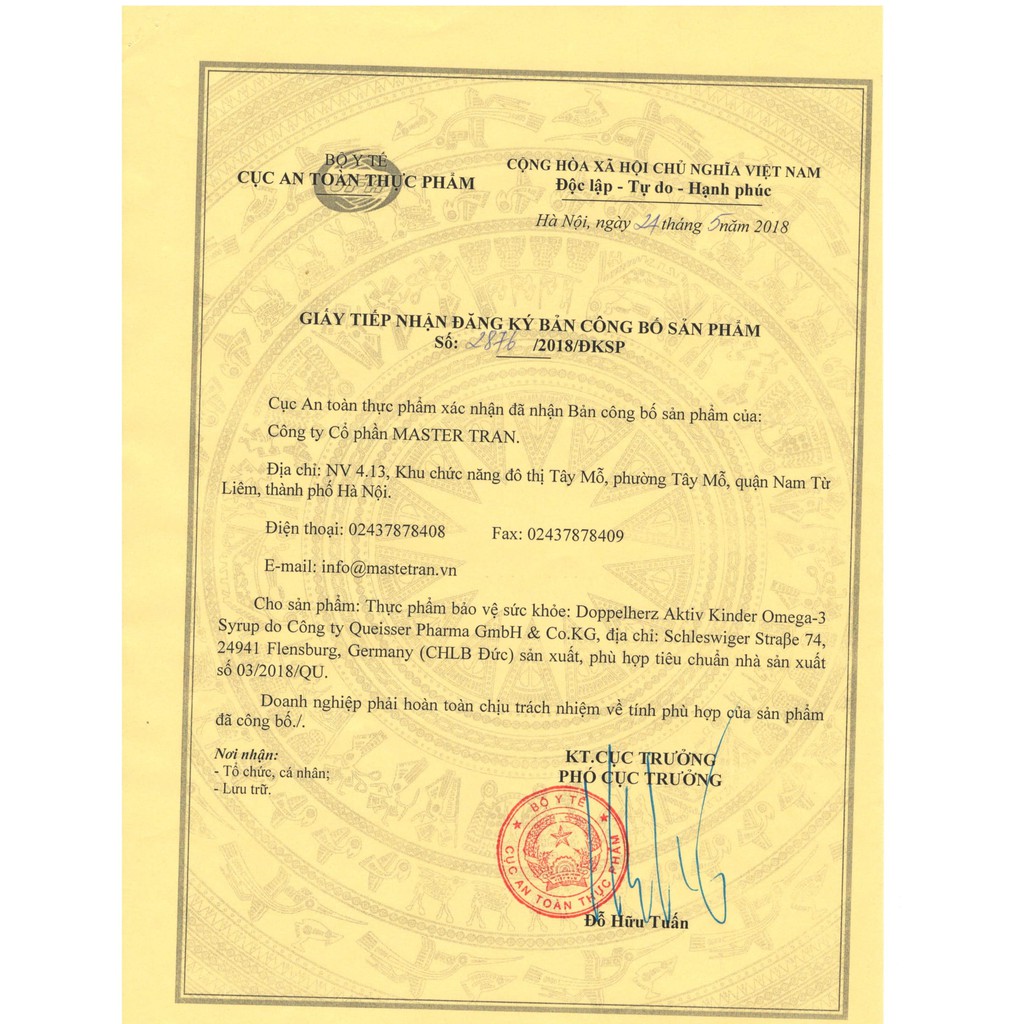 BỘ Y TẾ
CỤC AN TOÀN THỰC PHẨM
CỘNG HÒA XÃ HỘI CHỦ NGHĨA VIỆT NAM
Độc lập - Tự do - Hạnh phúc
Hà Nội, ngày 24 tháng 5 năm 2018
GIẤY TIẾP NHẬN ĐĂNG KÝ BẢN CÔNG BỐ SẢN PHẨM
Số: 2876 /2018/ĐKSP
Cục An toàn thực phẩm xác nhận đã nhận Bản công bố sản phẩm của:
Công ty Cổ phần MASTER TRAN.
Địa chỉ: NV 4.13, Khu chức năng đô thị Tây Mỗ, phường Tây Mỗ, quận Nam Từ
Liêm, thành phố Hà Nội.
Điện thoại: 02437878408 Fax: 02437878409
E-mail: info@mastetran.vn
Cho sản phẩm: Thực phẩm bảo vệ sức khỏe: Doppelherz Aktiv Kinder Omega-3
Syrup do Công ty Queisser Pharma GmbH & Co.KG, địa chỉ: Schleswiger Straβe 74,
24941 Flensburg, Germany (CHLB Đức) sản xuất, phù hợp tiêu chuẩn nhà sản xuất
số 03/2018/QU.
Doanh nghiệp phải hoàn toàn chịu trách nhiệm về tính phù hợp của sản phẩm
đã công bố./.
Nơi nhận:
- Tổ chức, cá nhân;
- Lưu trữ.
KT.CỤC TRƯỞNG
PHÓ CỤC TRƯỞNG
BỘ Y TẾ
CỤC AN TOÀN THỰC PHẨM
Đỗ Hữu Tuấn